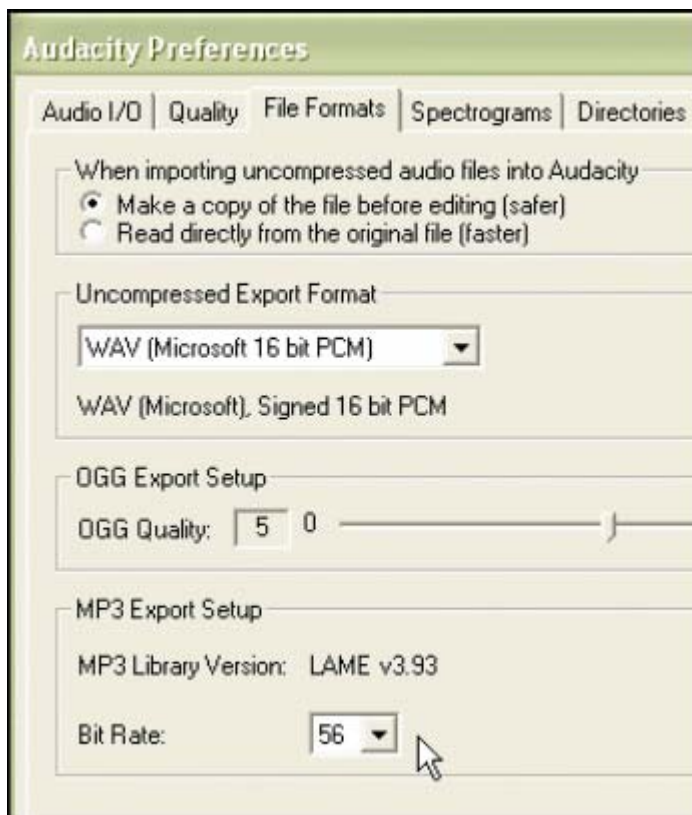 Audacity Preferences
Audio I/O Quality File Formats Spectrograms Directories
When importing uncompressed audio files into Audacity
Make a copy of the file before editing (safer)
Read directly from the original file (faster)
Uncompressed Export Format
WAV (Microsoft 16 bit PCM)
WAV (Microsoft), Signed 16 bit PCM
OGG Export Setup
OGG Quality: 5 0
MP3 Export Setup
MP3 Library Version: LAME v3.93
Bit Rate: 56